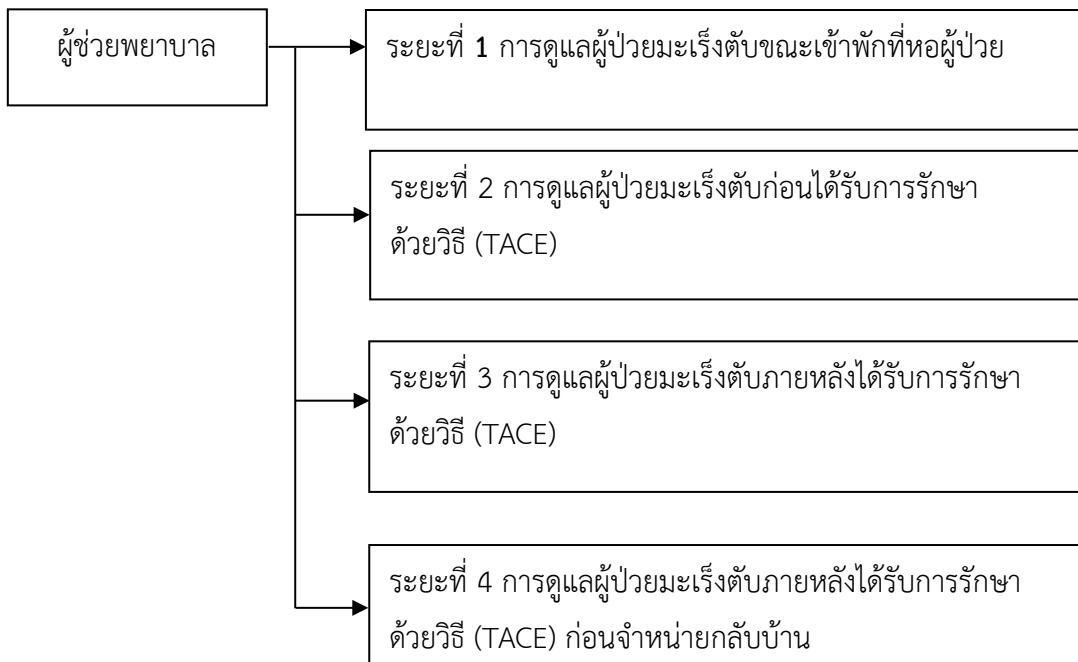 ผู้ช่วยพยาบาล
ระยะที่ 1 การดูแลผู้ป่วยมะเร็งตับขณะเข้าพักที่หอผู้ป่วย
ระยะที่ 2 การดูแลผู้ป่วยมะเร็งตับก่อนได้รับการรักษา
ด้วยวิธี (TACE)
ระยะที่ 3 การดูแลผู้ป่วยมะเร็งตับภายหลังได้รับการรักษา
ด้วยวิธี (TACE)
ระยะที่ 4 การดูแลผู้ป่วยมะเร็งตับภายหลังได้รับการรักษา
ด้วยวิธี (TACE) ก่อนจำหน่ายกลับบ้าน